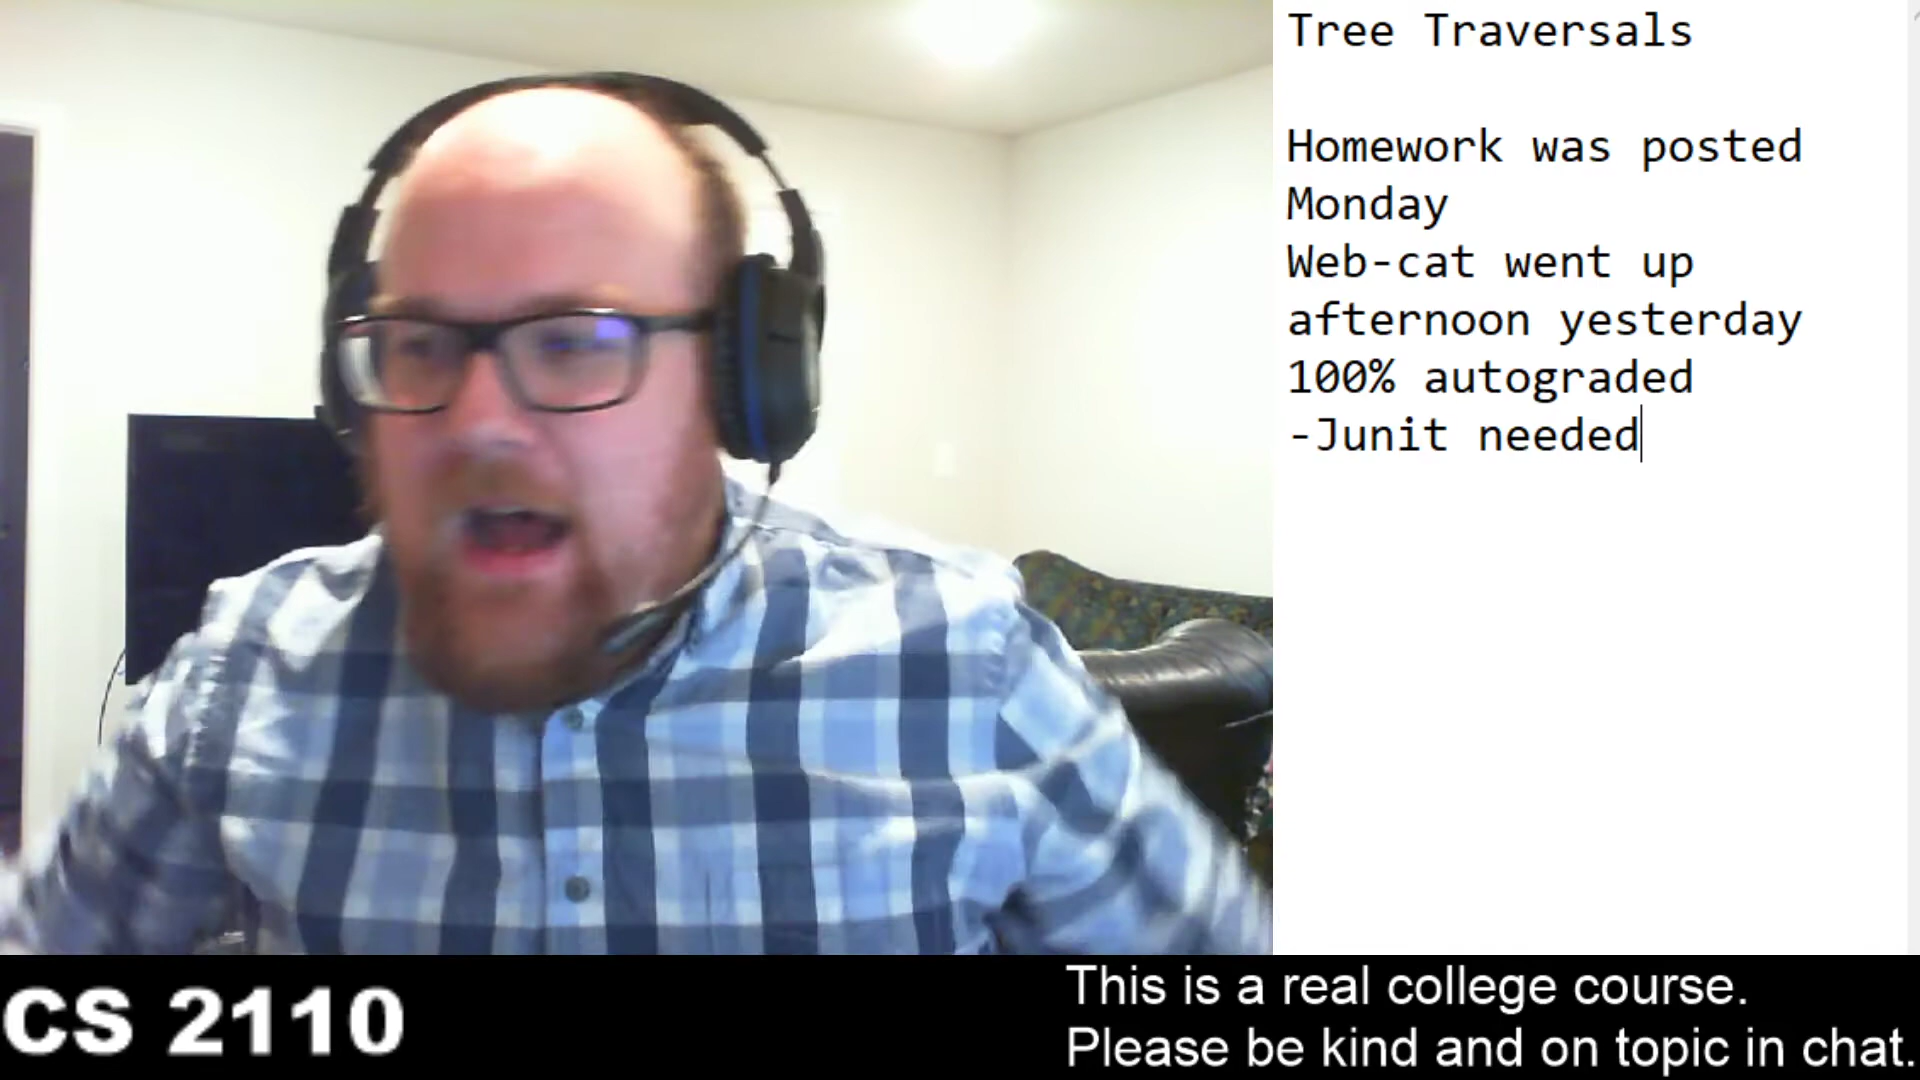 Tree Traversals
Homework was posted
Monday
Web-cat went up
afternoon yesterday
100% autograded
-Junit needed
CS 2110
This is a real college course.
Please be kind and on topic in chat.